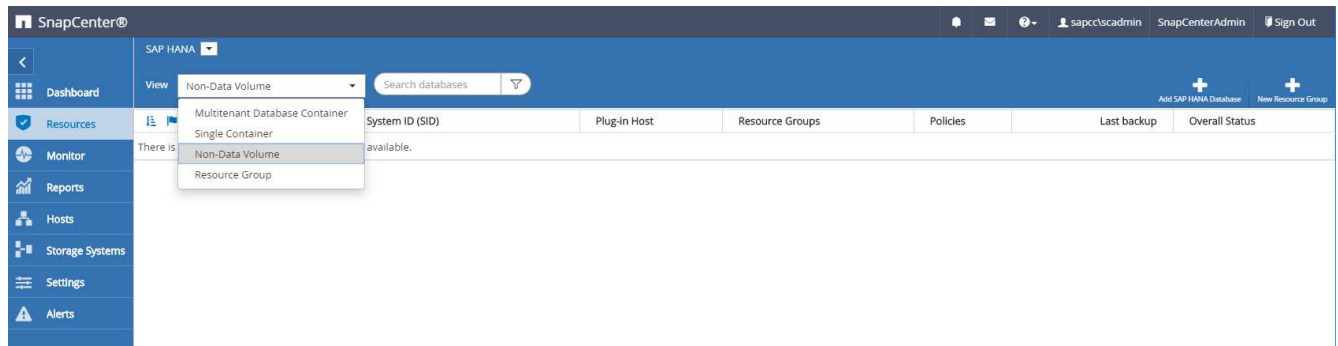 SnapCenter®
sapcc\scadmin SnapCenterAdmin Sign Out
SAP HANA
View Non-Data Volume Search databases
Add SAP HANA Database New Resource Group
Multitenant Database Container
Single Container
Non-Data Volume
Resource Group
System ID (SID) Plug-in Host Resource Groups Policies Last backup Overall Status
There is available.
Dashboard
Resources
Monitor
Reports
Hosts
Storage Systems
Settings
Alerts